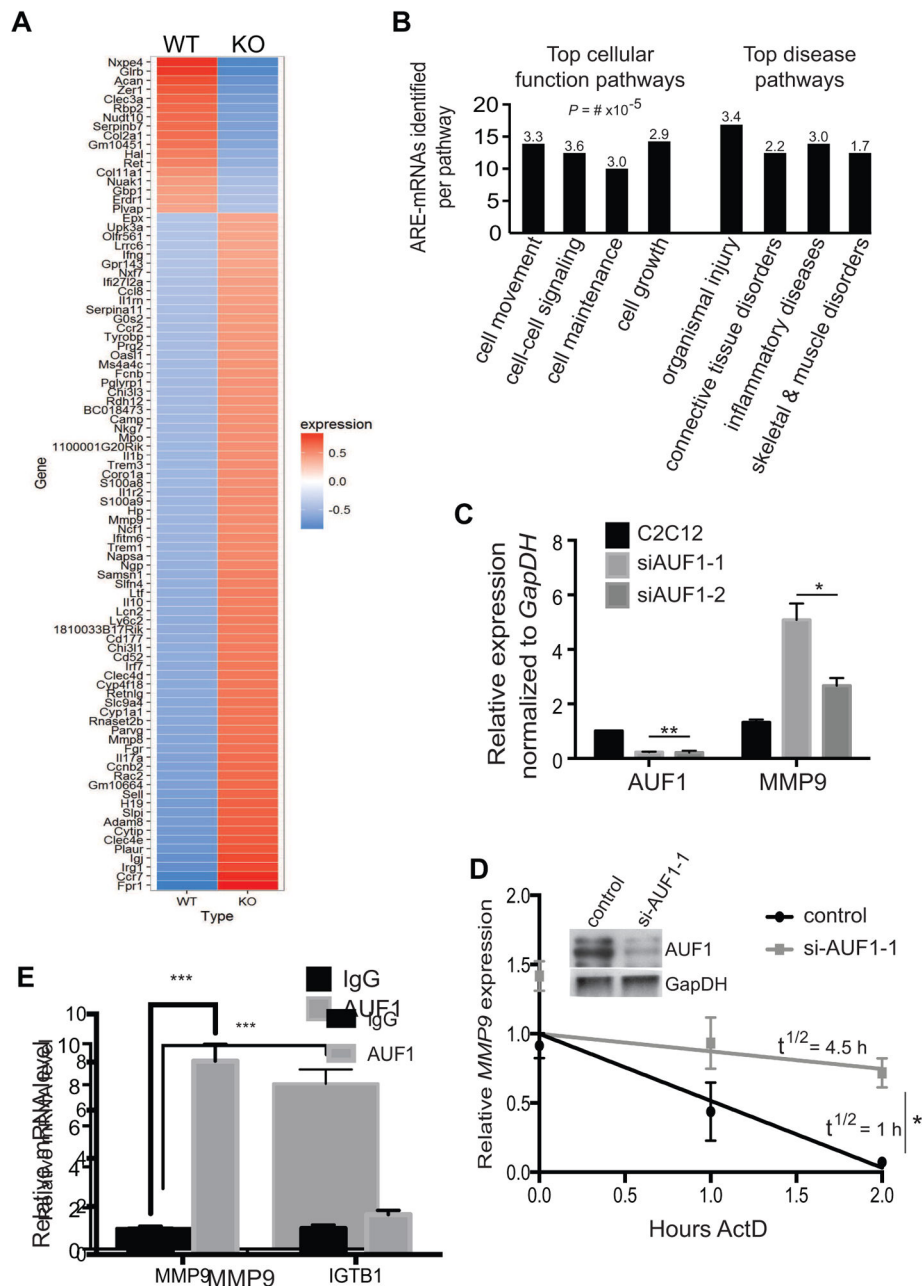 A
WT KO
Nxpe4
Glrb
Acan
Zer1
Clec3a
Rbp2
Nudt10
Serpinb7
Col2a1
Gm10451
Hal
Ret
Col11a1
Nuak1
Gbp1
Erdr1
Plvap
Epx
Upk3a
Olfr561
Lrrc6
Ifng
Gpr143
Nxf7
Ifi27l2a
Ccl8
Il1rn
Serpina11
G0s2
Ccr2
Tyrobp
Prg2
Oasl1
Ms4a4c
Fcnb
Pglyrp1
Chi3l3
Rdh12
BC018473
Camp
Nkg7
Mpo
1100001G20Rik
Il1b
Trem3
Coro1a
S100a8
Il1r2
S100a9
Hp
Mmp9
Ncf1
Ifitm6
Trem1
Napsa
Ngp
Samsn1
Slfn4
Ltf
Il10
Lcn2
Ly6c2
1810033B17Rik
Cd177
Chi3l1
Cd52
Irf7
Clec4d
Cyp4f18
Retnlg
Slc9a4
Cyp1a1
Rnaset2b
Parvg
Mmp8
Fgr
Il17a
Ccnb2
Rac2
Gm10664
Sell
H19
Slpi
Adam8
Cytip
Clec4e
Plaur
Igj
Irg1
Ccr7
Fpr1
Gene
WT KO
Type
expression
0.5
0.0
-0.5
B
Top cellular
function pathways
Top disease
pathways
P = # x10-5
ARE-mRNAs identified
per pathway
20
15
10
5
0
3.3 3.6 3.0 2.9 3.4 2.2 3.0 1.7
cell movement
cell-cell signaling
cell maintenance
cell growth
organismal injury
connective tissue disorders
inflammatory diseases
skeletal & muscle disorders
C
C2C12
siAUF1-1
siAUF1-2
Relative expression
normalized to GapDH
8
6
4
2
0
**
*
AUF1 MMP9
D
Relative MMP9 expression
2.0
1.5
1.0
0.5
0.0
control
si-AUF1-1
AUF1
GapDH
control
si-AUF1-1
t1/2= 4.5 h
t1/2= 1 h
*
0.0 0.5 1.0 1.5 2.0
Hours ActD
E
IgG
AUF1
IgG
AUF1
***
***
Relative mRNA level
Relative mRNA level
10
8
6
4
2
0
10
8
6
4
2
0
MMP9
MMP9
IGTB1